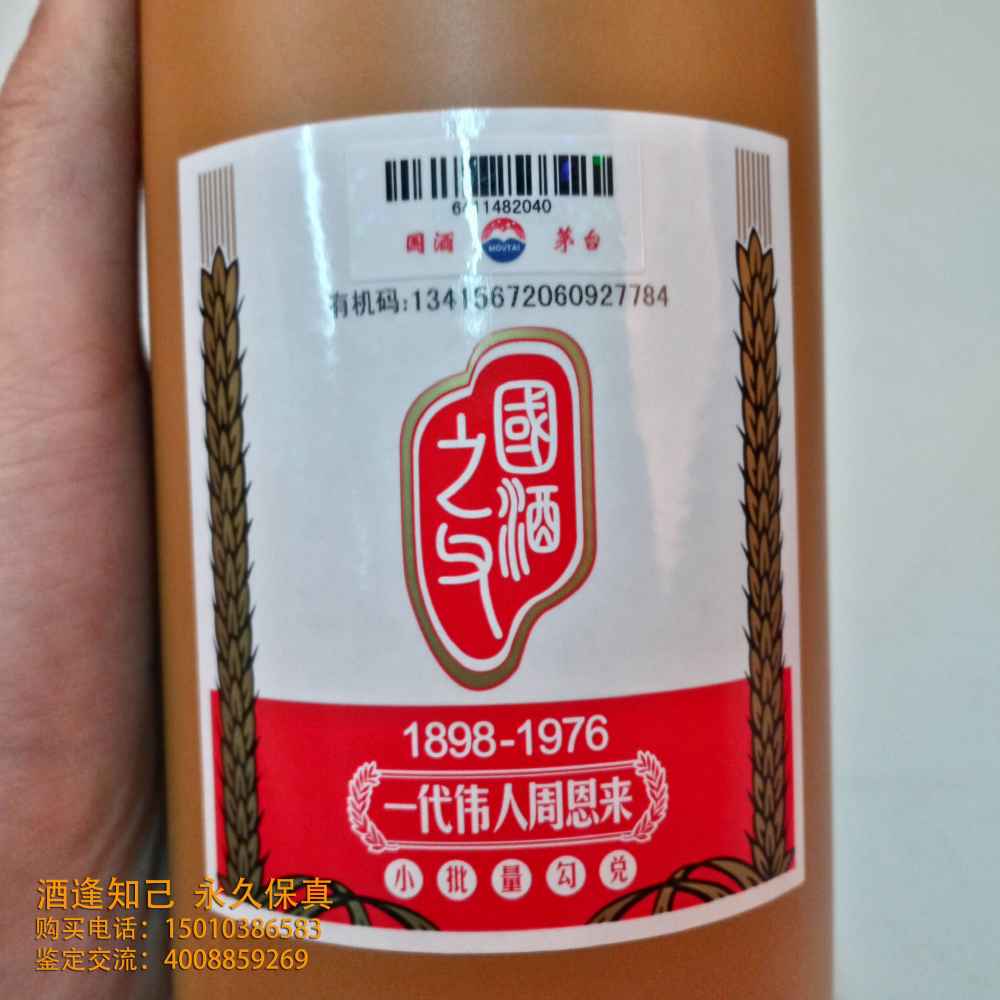 6411482040
国酒 MOUTAI 茅台
有机码:13415672060927784
國酒
之父
1898-1976
一代伟人周恩来
小批量勾兑
酒逢知己 永久保真
购买电话：15010386583
鉴定交流：4008859269